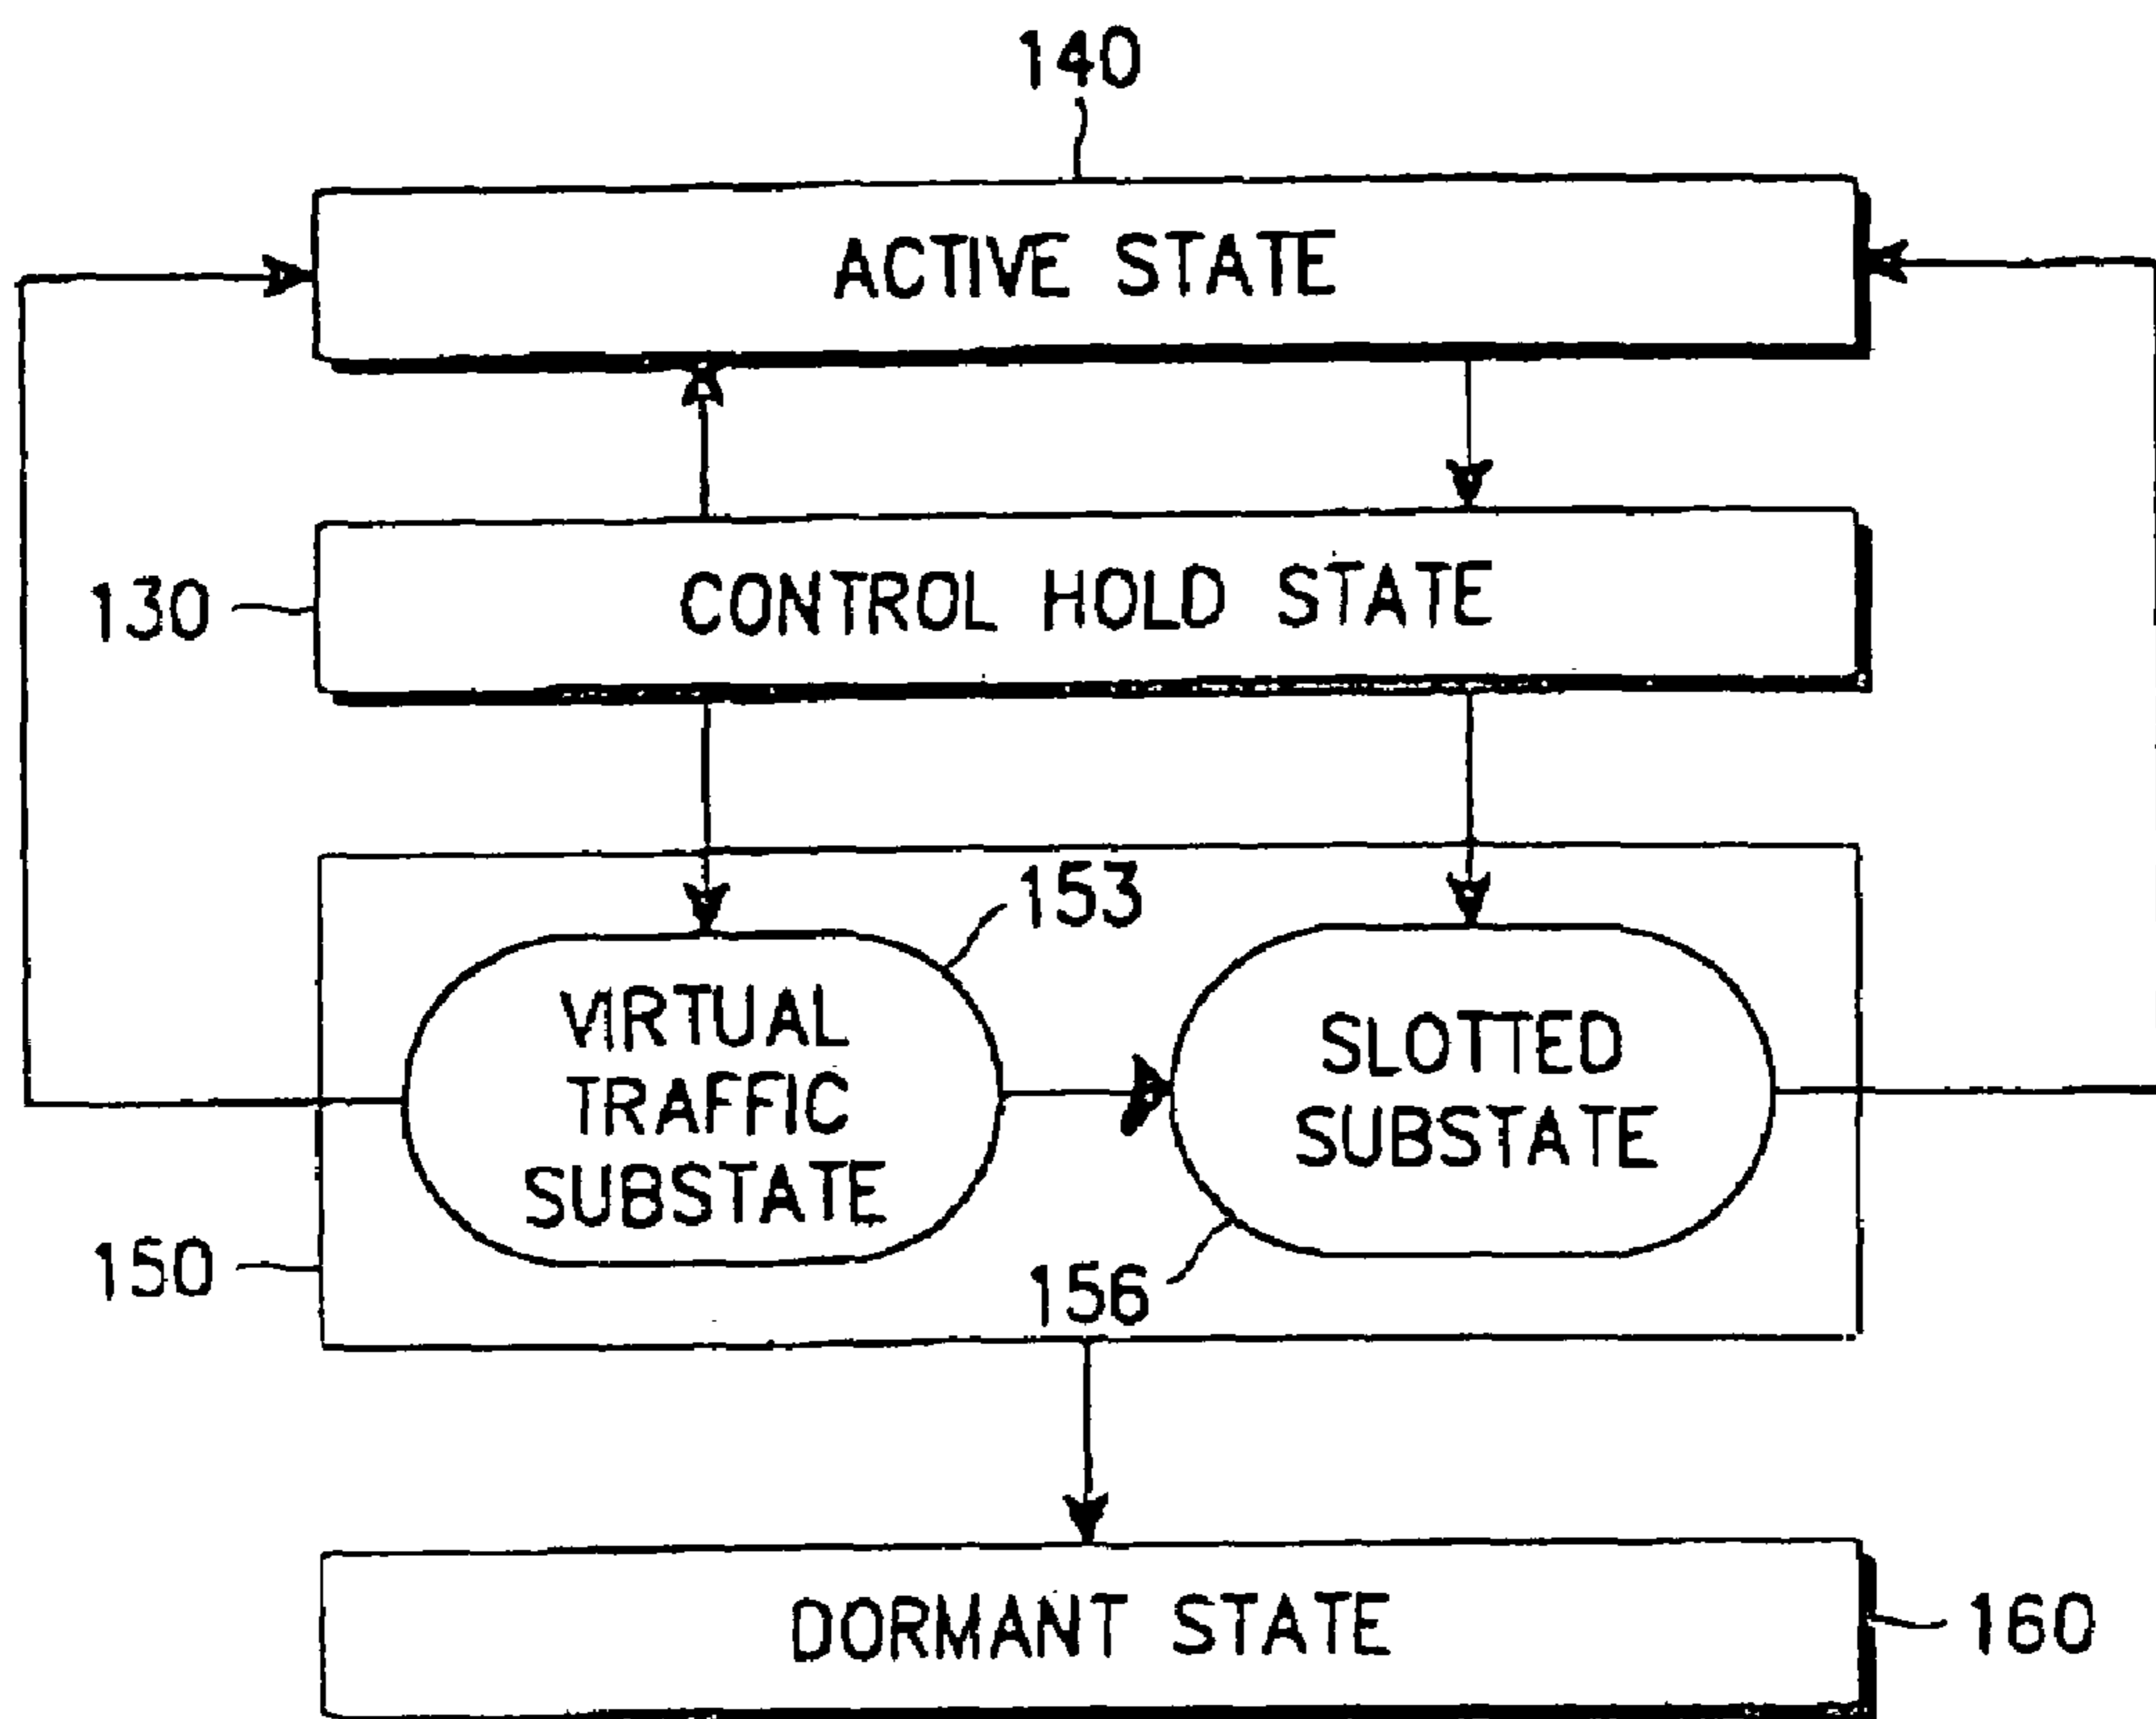 140
ACTIVE STATE
130
CONTROL HOLD STATE
153
VIRTUAL
TRAFFIC
SUBSTATE
SLOTTED
SUBSTATE
150
156
DORMANT STATE
160